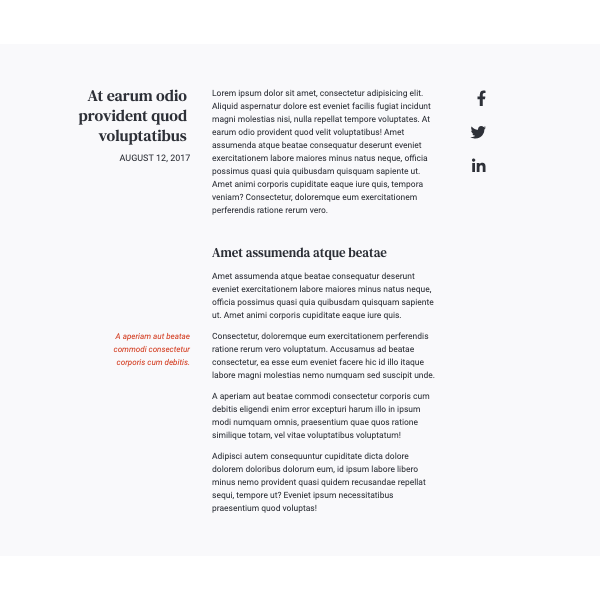 At earum odio
provident quod
voluptatibus
AUGUST 12, 2017
Lorem ipsum dolor sit amet, consectetur adipisicing elit.
Aliquid aspernatur dolore est eveniet facilis fugiat incidunt
magni molestias nisi, nulla repellat tempore voluptates. At
earum odio provident quod velit voluptatibus! Amet
assumenda atque beatae consequatur deserunt eveniet
exercitationem labore maiores minus natus neque, officia
possimus quasi quia quibusdam quisquam sapiente ut.
Amet animi corporis cupiditate eaque iure quis, tempora
veniam? Consectetur, doloremque eum exercitationem
perferendis ratione rerum vero.
Amet assumenda atque beatae
Amet assumenda atque beatae consequatur deserunt
eveniet exercitationem labore maiores minus natus neque,
officia possimus quasi quia quibusdam quisquam sapiente
ut. Amet animi corporis cupiditate eaque iure quis.
A aperiam aut beatae
commodi consectetur
corporis cum debitis.
Consectetur, doloremque eum exercitationem perferendis
ratione rerum vero voluptatum. Accusamus ad beatae
consectetur, ea esse eum eveniet facere hic id illo itaque
labore magni molestias nemo numquam sed suscipit unde.
A aperiam aut beatae commodi consectetur corporis cum
debitis eligendi enim error excepturi harum illo in ipsum
modi numquam omnis, praesentium quae quos ratione
similique totam, vel vitae voluptatibus voluptatum!
Adipisci autem consequuntur cupiditate dicta dolore
dolorem doloribus dolorum eum, id ipsum labore libero
minus nemo provident quasi quidem recusandae repellat
sequi, tempore ut? Eveniet ipsum necessitatibus
praesentium quod voluptas!